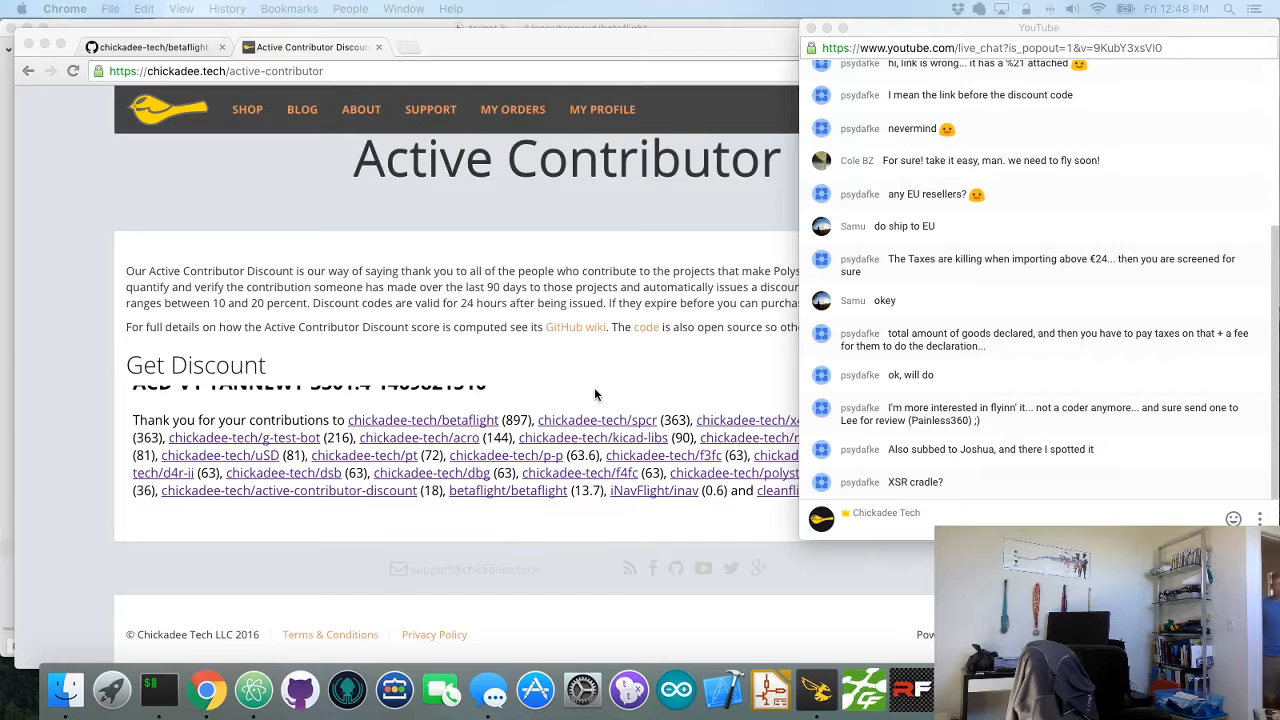 Chrome File Edit View History Bookmarks People Window Help
Fri 12:48 PM
YouTube
chickadee-tech/betaflight
Active Contributor Discoun
https://www.youtube.com/live_chat?is_popout=1&v=9KubY3xsVI0
https://chickadee.tech/active-contributor
SHOP BLOG ABOUT SUPPORT MY ORDERS MY PROFILE
Active Contributor
Our Active Contributor Discount is our way of saying thank you to all of the people who contribute to the projects that make Polys
quantify and verify the contribution someone has made over the last 90 days to those projects and automatically issues a discou
ranges between 10 and 20 percent. Discount codes are valid for 24 hours after being issued. If they expire before you can purcha
For full details on how the Active Contributor Discount score is computed see its GitHub wiki. The code is also open source so othe
Get Discount
Thank you for your contributions to chickadee-tech/betaflight (897), chickadee-tech/spcr (363), chickadee-tech/x
(363), chickadee-tech/g-test-bot (216), chickadee-tech/acro (144), chickadee-tech/kicad-libs (90), chickadee-tech/
(81), chickadee-tech/uSD (81), chickadee-tech/pt (72), chickadee-tech/p-p (63.6), chickadee-tech/f3fc (63), chickad
tech/d4r-ii (63), chickadee-tech/dsb (63), chickadee-tech/dbg (63), chickadee-tech/f4fc (63), chickadee-tech/polyst
(36), chickadee-tech/active-contributor-discount (18), betaflight/betaflight (13.7), iNavFlight/inav (0.6) and cleanfli
support@chickadee.tech
© Chickadee Tech LLC 2016 Terms & Conditions Privacy Policy
Pow
psydafke hi, link is wrong... it has a %21 attached
psydafke I mean the link before the discount code
psydafke nevermind
Cole BZ For sure! take it easy, man. we need to fly soon!
psydafke any EU resellers?
Samu do ship to EU
psydafke The Taxes are killing when importing above €24... then you are screened for
sure
Samu okey
psydafke total amount of goods declared, and then you have to pay taxes on that + a fee
for them to do the declaration...
psydafke ok, will do
psydafke I'm more interested in flyinn' it... not a coder anymore... and sure send one to
Lee for review (Painless360) ;)
psydafke Also subbed to Joshua, and there I spotted it
psydafke XSR cradle?
Chickadee Tech
$
RF